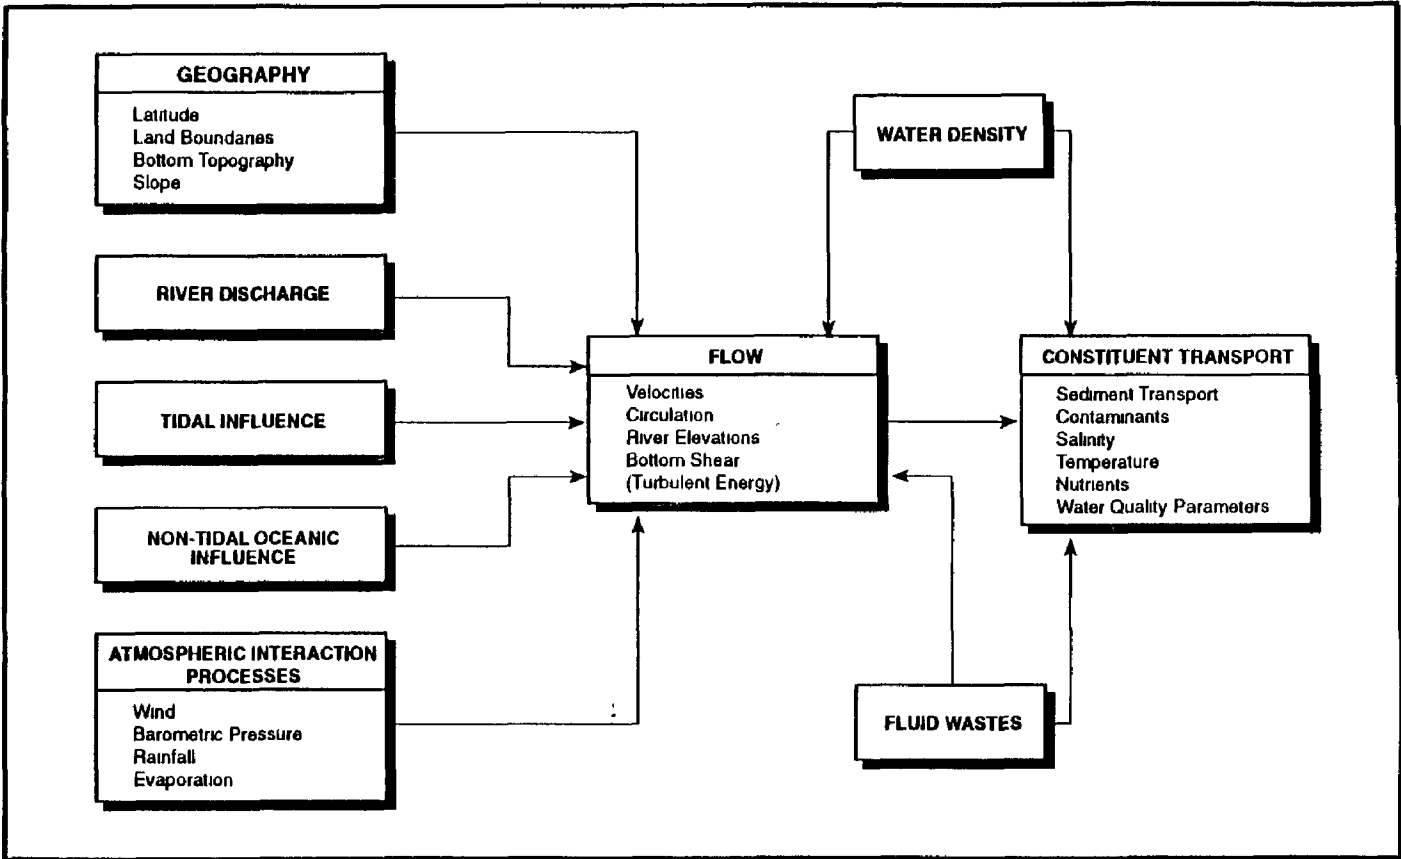 GEOGRAPHY
Latitude
Land Boundaries
Bottom Topography
Slope
RIVER DISCHARGE
TIDAL INFLUENCE
NON-TIDAL OCEANIC
INFLUENCE
ATMOSPHERIC INTERACTION
PROCESSES
Wind
Barometric Pressure
Rainfall
Evaporation
FLOW
Velocities
Circulation
River Elevations
Bottom Shear
(Turbulent Energy)
WATER DENSITY
CONSTITUENT TRANSPORT
Sediment Transport
Contaminants
Salinity
Temperature
Nutrients
Water Quality Parameters
FLUID WASTES